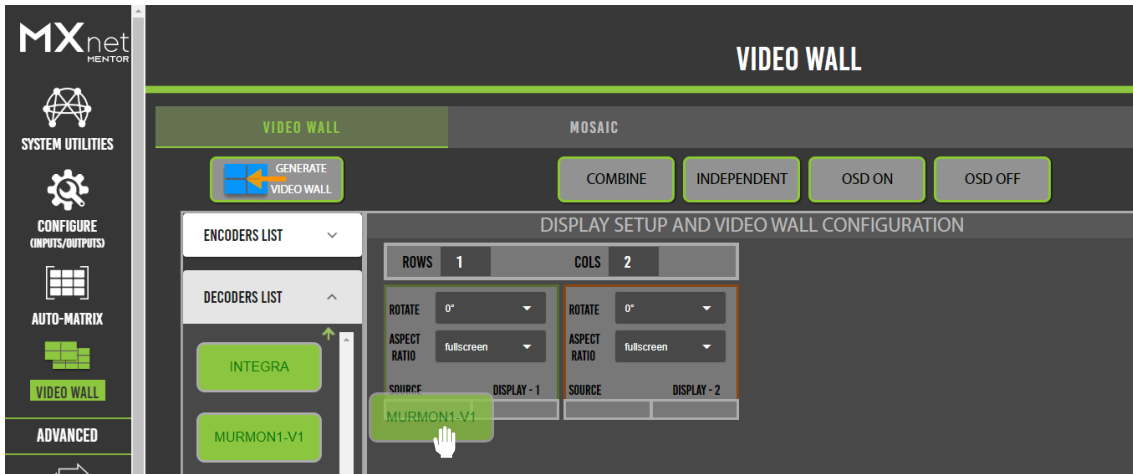 MXnet
MENTOR
VIDEO WALL
SYSTEM UTILITIES
CONFIGURE
(INPUTS/OUTPUTS)
AUTO-MATRIX
VIDEO WALL
ADVANCED
VIDEO WALL
MOSAIC
GENERATE
VIDEO WALL
COMBINE
INDEPENDENT
OSD ON
OSD OFF
ENCODERS LIST
DECODERS LIST
INTEGRA
MURMON1-V1
DISPLAY SETUP AND VIDEO WALL CONFIGURATION
ROWS 1 COLS 2
ROTATE 0°
ASPECT
RATIO
fullscreen
SOURCE DISPLAY - 1
MURMON1-V1
ROTATE 0°
ASPECT
RATIO
fullscreen
SOURCE DISPLAY - 2